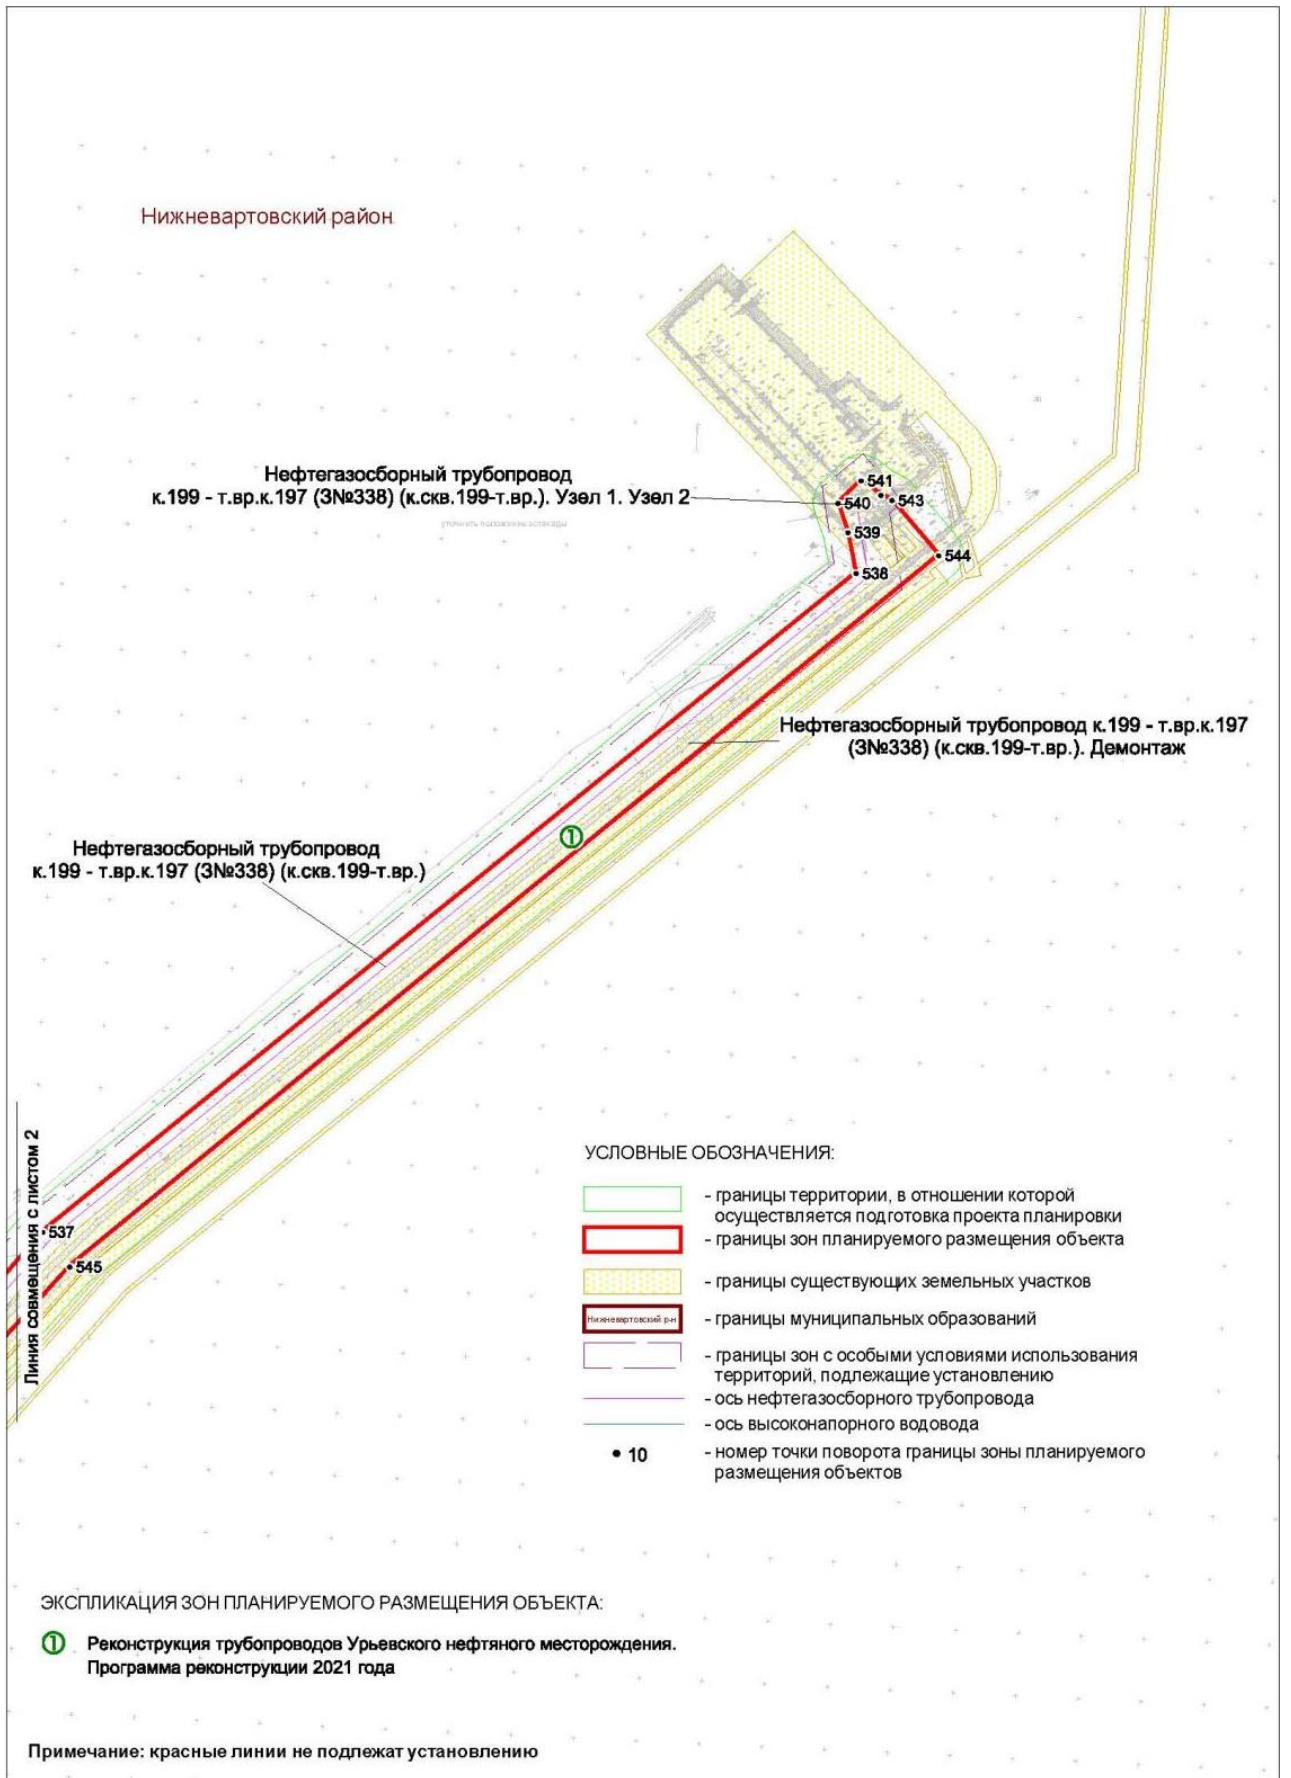 Нижневартовский район
Нефтегазосборный трубопровод
к.199 - т.вр.к.197 (ЗNº338) (к.скв.199-т.вр.). Узел 1. Узел 2
уточнить положение эстакады
541
540
543
539
544
538
Нефтегазосборный трубопровод к.199 - т.вр.к.197
(ЗNº338) (к.скв.199-т.вр.). Демонтаж
1
Нефтегазосборный трубопровод
к.199 - т.вр.к.197 (ЗNº338) (к.скв.199-т.вр.)
Линия совмещения с листом 2
537
545
УСЛОВНЫЕ ОБОЗНАЧЕНИЯ:
- границы территории, в отношении которой
осуществляется подготовка проекта планировки
- границы зон планируемого размещения объекта
- границы существующих земельных участков
Нижневартовский р-н
- границы муниципальных образований
- границы зон с особыми условиями использования
территорий, подлежащие установлению
- ось нефтегазосборного трубопровода
- ось высоконапорного водовода
• 10
- номер точки поворота границы зоны планируемого
размещения объектов
ЭКСПЛИКАЦИЯ ЗОН ПЛАНИРУЕМОГО РАЗМЕЩЕНИЯ ОБЪЕКТА:
1 Реконструкция трубопроводов Урьевского нефтяного месторождения.
Программа реконструкции 2021 года
Примечание: красные линии не подлежат установлению